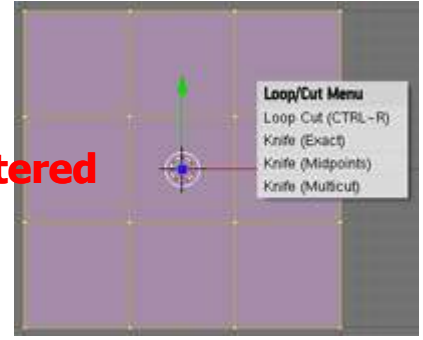 Loop/Cut Menu
Loop Cut (CTRL-R)
Knife (Exact)
tered
Knife (Midpoints)
Knife (Multicut)